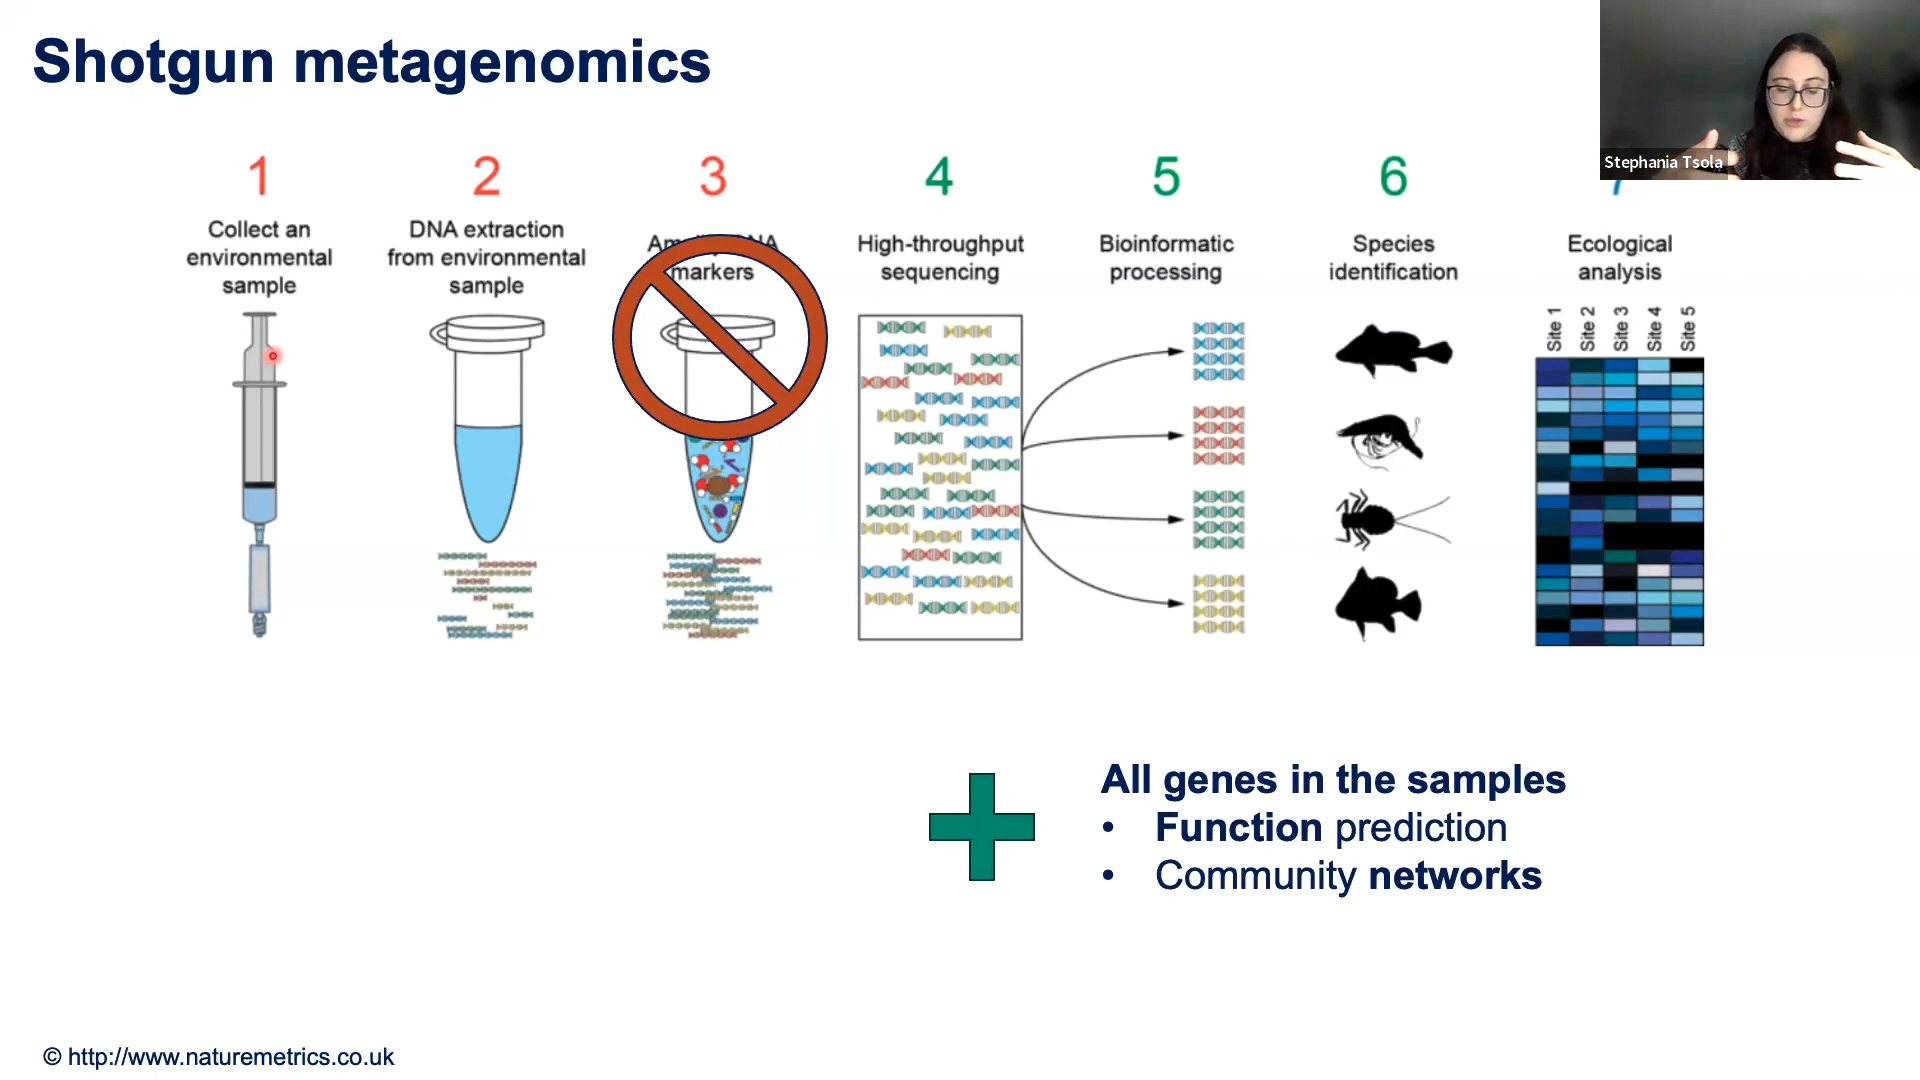 Shotgun metagenomics
Stephania Tsola
1
2
3
4
5
6
Collect an
environmental
sample
DNA extraction
from environmental
sample
markers
High-throughput
sequencing
Bioinformatic
processing
Species
identification
Ecological
analysis
Site 1
Site 2
Site 3
Site 4
Site 5
All genes in the samples
• Function prediction
• Community networks
© http://www.naturemetrics.co.uk